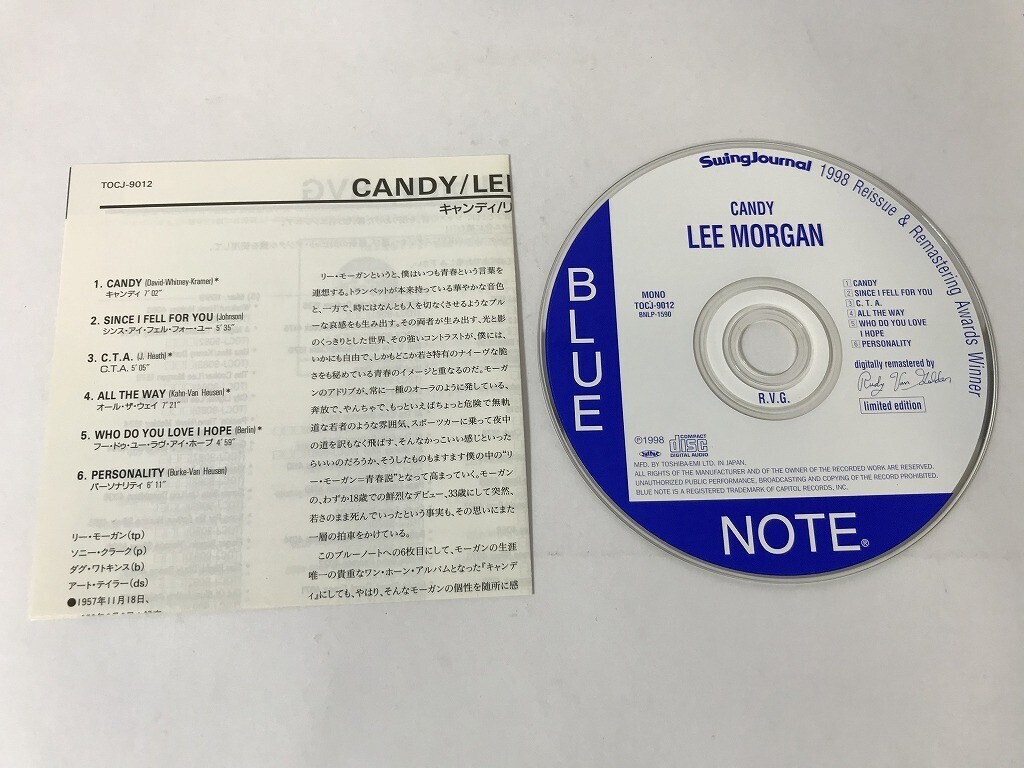 TOCJ-9012
CANDY/LE
キャンディ/リ
1. CANDY (David-Whitney-Kramer)*
キャンディ 7'02"
2. SINCE I FELL FOR YOU (Johnson)
シンス・アイ・フェル・フォー・ユー 5'35"
3. C.T.A. (J. Heath)*
C.T.A. 5'05"
4. ALL THE WAY (Kahn-Van Heusen)*
オール・ザ・ウェイ 7'21"
5. WHO DO YOU LOVE I HOPE (Berlin)*
フー・ドゥ・ユー・ラヴ・アイ・ホープ 4'59"
6. PERSONALITY (Burke-Van Heusen)
パーソナリティ 6'11"
リー・モーガン(tp)
ソニー・クラーク(p)
ダグ・ワトキンス(b)
アート・テイラー(ds)
●1957年11月18日、
リー・モーガンというと、僕はいつも青春という言葉を
連想する。トランペットが本来持っている華やかな音色
と、一方で、時にはなんとも人を切なくさせるようなブル
ーな哀感をも生み出す。その両者が生み出す、光と影
のくっきりとした世界、その強いコントラストが、僕には、
いかにも自由で、しかもどこか若さ特有のナイーヴな脆
さをも秘めている青春のイメージと重なるのだ。モーガ
ンのアドリブが、常に一種のオーラのように発している、
奔放で、やんちゃで、もっといえばちょっと危険で無軌
道な若者のような雰囲気、スポーツカーに乗って夜中
の道を訳もなく飛ばす、そんなかっこいい感じといった
らいいのだろうか、そうしたものもますます僕の中の"リ
ー・モーガン=青春説"となって高まっていく。モーガン
の、わずか18歳での鮮烈なデビュー、33歳にして突然、
若さのまま死んでいったという事実も、その思いにまた
一層の拍車をかけている。
このブルーノートへの6枚目にして、モーガンの生涯
唯一の貴重なワン・ホーン・アルバムとなった『キャンデ
ィ』にしても、やはり、そんなモーガンの個性を随所に感
SwingJournal 1998 Reissue & Remastering Awards Winner
CANDY
LEE MORGAN
BLUE
MONO
TOCJ-9012
BNLP-1590
1 CANDY
2 SINCE I FELL FOR YOU
3 C. T. A.
4 ALL THE WAY
5 WHO DO YOU LOVE
I HOPE
6 PERSONALITY
digitally remastered by
Rudy Van Gelder
limited edition
R.V.G.
℗1998
COMPACT
disc
DIGITAL AUDIO
MFD. BY TOSHIBA-EMI LTD. IN JAPAN.
ALL RIGHTS OF THE MANUFACTURER AND OF THE OWNER OF THE RECORDED WORK ARE RESERVED.
UNAUTHORIZED PUBLIC PERFORMANCE, BROADCASTING AND COPYING OF THE RECORD PROHIBITED.
BLUE NOTE IS A REGISTERED TRADEMARK OF CAPITOL RECORDS, INC.
NOTE®